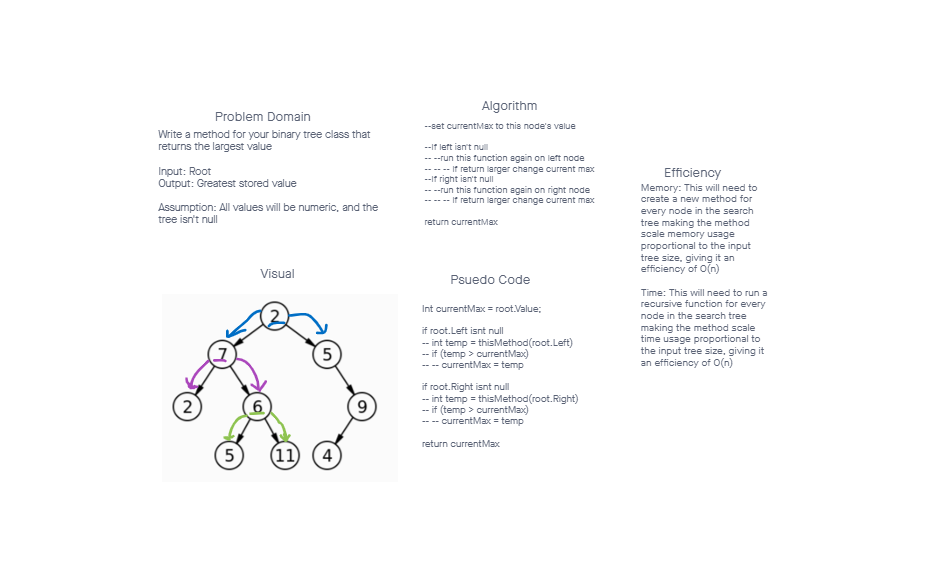 Problem Domain
Write a method for your binary tree class that
returns the largest value
Input: Root
Output: Greatest stored value
Assumption: All values will be numeric, and the
tree isn't null
Algorithm
--set currentMax to this node's value
--If left isn't null
-- --run this function again on left node
-- -- -- If return larger change current max
--If right isn't null
-- --run this function again on right node
-- -- -- If return larger change current max
return currentMax
Efficiency
Memory: This will need to
create a new method for
every node in the search
tree making the method
scale memory usage
proportional to the input
tree size, giving it an
efficiency of O(n)
Time: This will need to run a
recursive function for every
node in the search tree
making the method scale
time usage proportional to
the input tree size, giving it
an efficiency of O(n)
Visual
2
7
5
2
6
9
5
11
4
Psuedo Code
Int currentMax = root.Value;
if root.Left isnt null
-- int temp = thisMethod(root.Left)
-- if (temp > currentMax)
-- -- currentMax = temp
if root.Right isnt null
-- int temp = thisMethod(root.Right)
-- if (temp > currentMax)
-- -- currentMax = temp
return currentMax